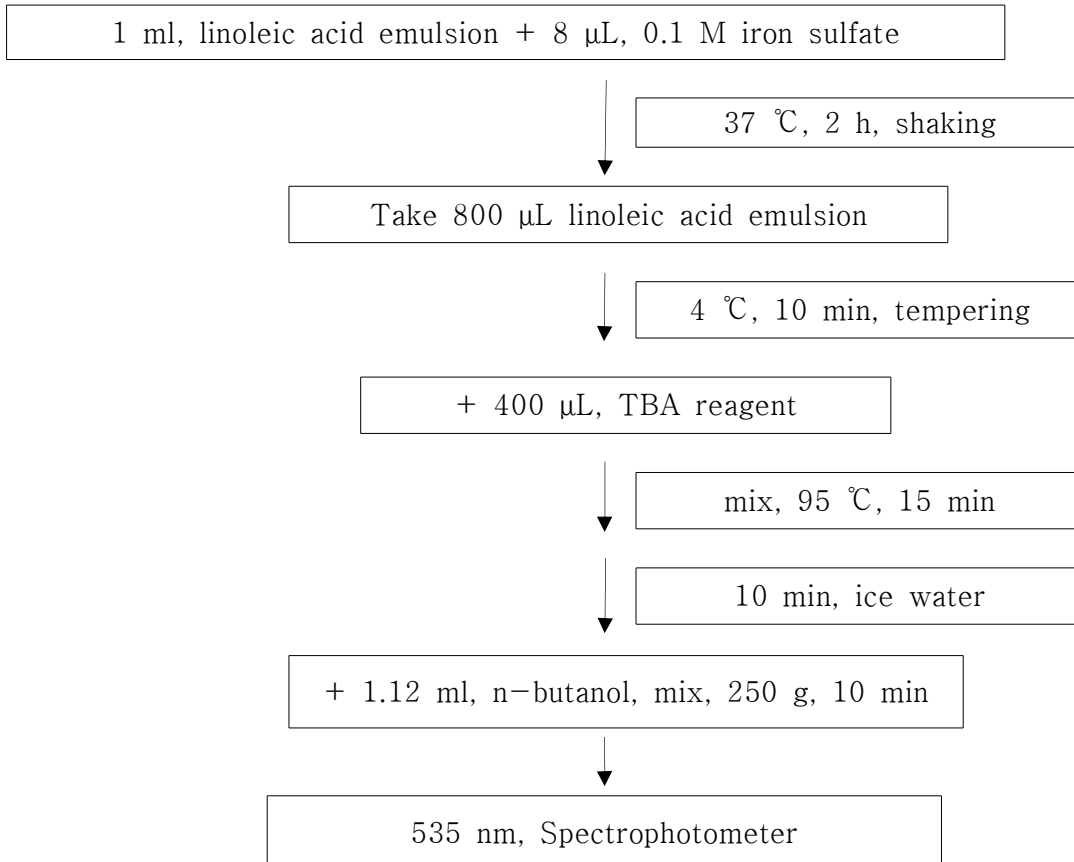 1 ml, linoleic acid emulsion + 8 μL, 0.1 M iron sulfate
37 ℃, 2 h, shaking
Take 800 μL linoleic acid emulsion
4 ℃, 10 min, tempering
+ 400 μL, TBA reagent
mix, 95 ℃, 15 min
10 min, ice water
+ 1.12 ml, n-butanol, mix, 250 g, 10 min
535 nm, Spectrophotometer